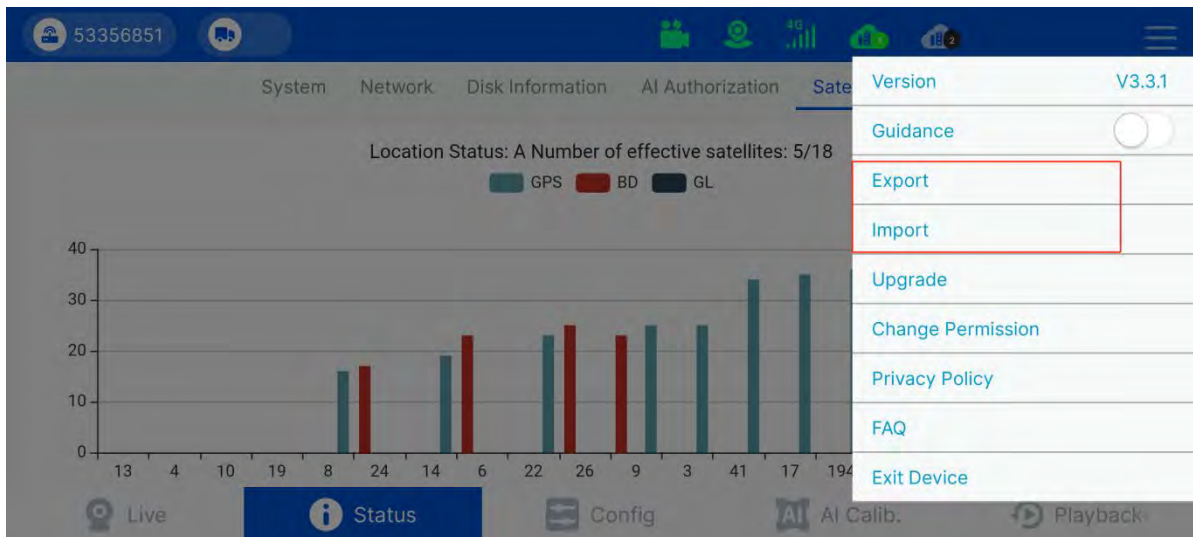 53356851
4G
1
2
System Network Disk Information AI Authorization Sate
Location Status: A Number of effective satellites: 5/18
GPS BD GL
40
30
20
10
0
13 4 10 19 8 24 14 6 22 26 9 3 41 17 194
Version V3.3.1
Guidance
Export
Import
Upgrade
Change Permission
Privacy Policy
FAQ
Exit Device
Live Status Config AI AI Calib. Playback